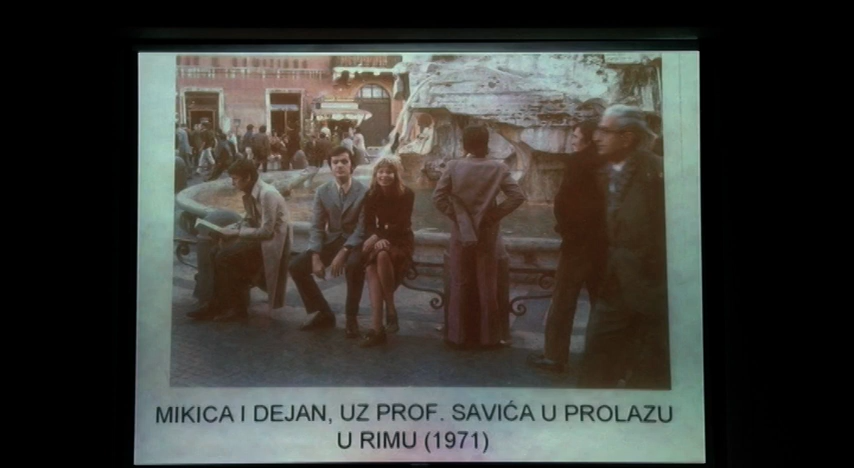 MIKICA I DEJAN, UZ PROF. SAVIĆA U PROLAZU
U RIMU (1971)